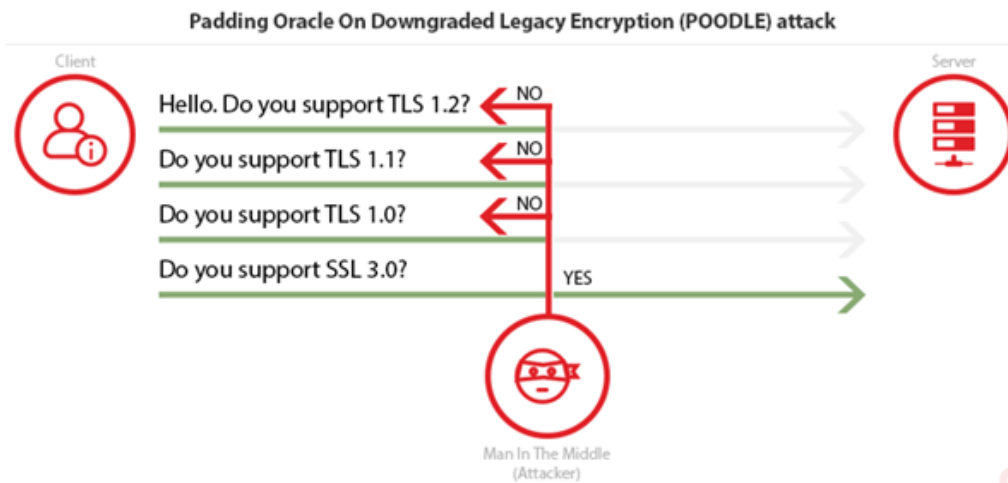 Padding Oracle On Downgraded Legacy Encryption (POODLE) attack
Client
Server
Hello. Do you support TLS 1.2?
NO
Do you support TLS 1.1?
NO
Do you support TLS 1.0?
NO
Do you support SSL 3.0?
YES
Man In The Middle
(Attacker)